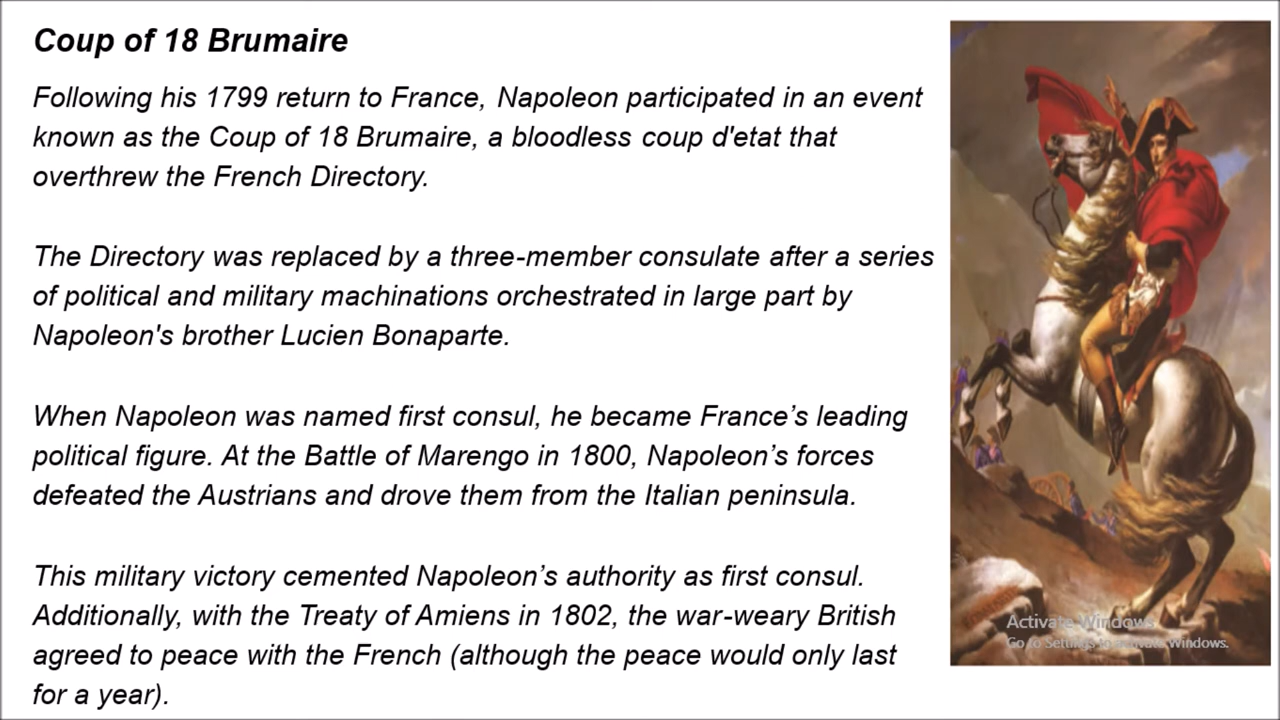 Coup of 18 Brumaire
Following his 1799 return to France, Napoleon participated in an event
known as the Coup of 18 Brumaire, a bloodless coup d'etat that
overthrew the French Directory.
The Directory was replaced by a three-member consulate after a series
of political and military machinations orchestrated in large part by
Napoleon's brother Lucien Bonaparte.
When Napoleon was named first consul, he became France’s leading
political figure. At the Battle of Marengo in 1800, Napoleon’s forces
defeated the Austrians and drove them from the Italian peninsula.
This military victory cemented Napoleon’s authority as first consul.
Additionally, with the Treaty of Amiens in 1802, the war-weary British
agreed to peace with the French (although the peace would only last
for a year).
Activate Windows
Go to Settings to activate Windows.